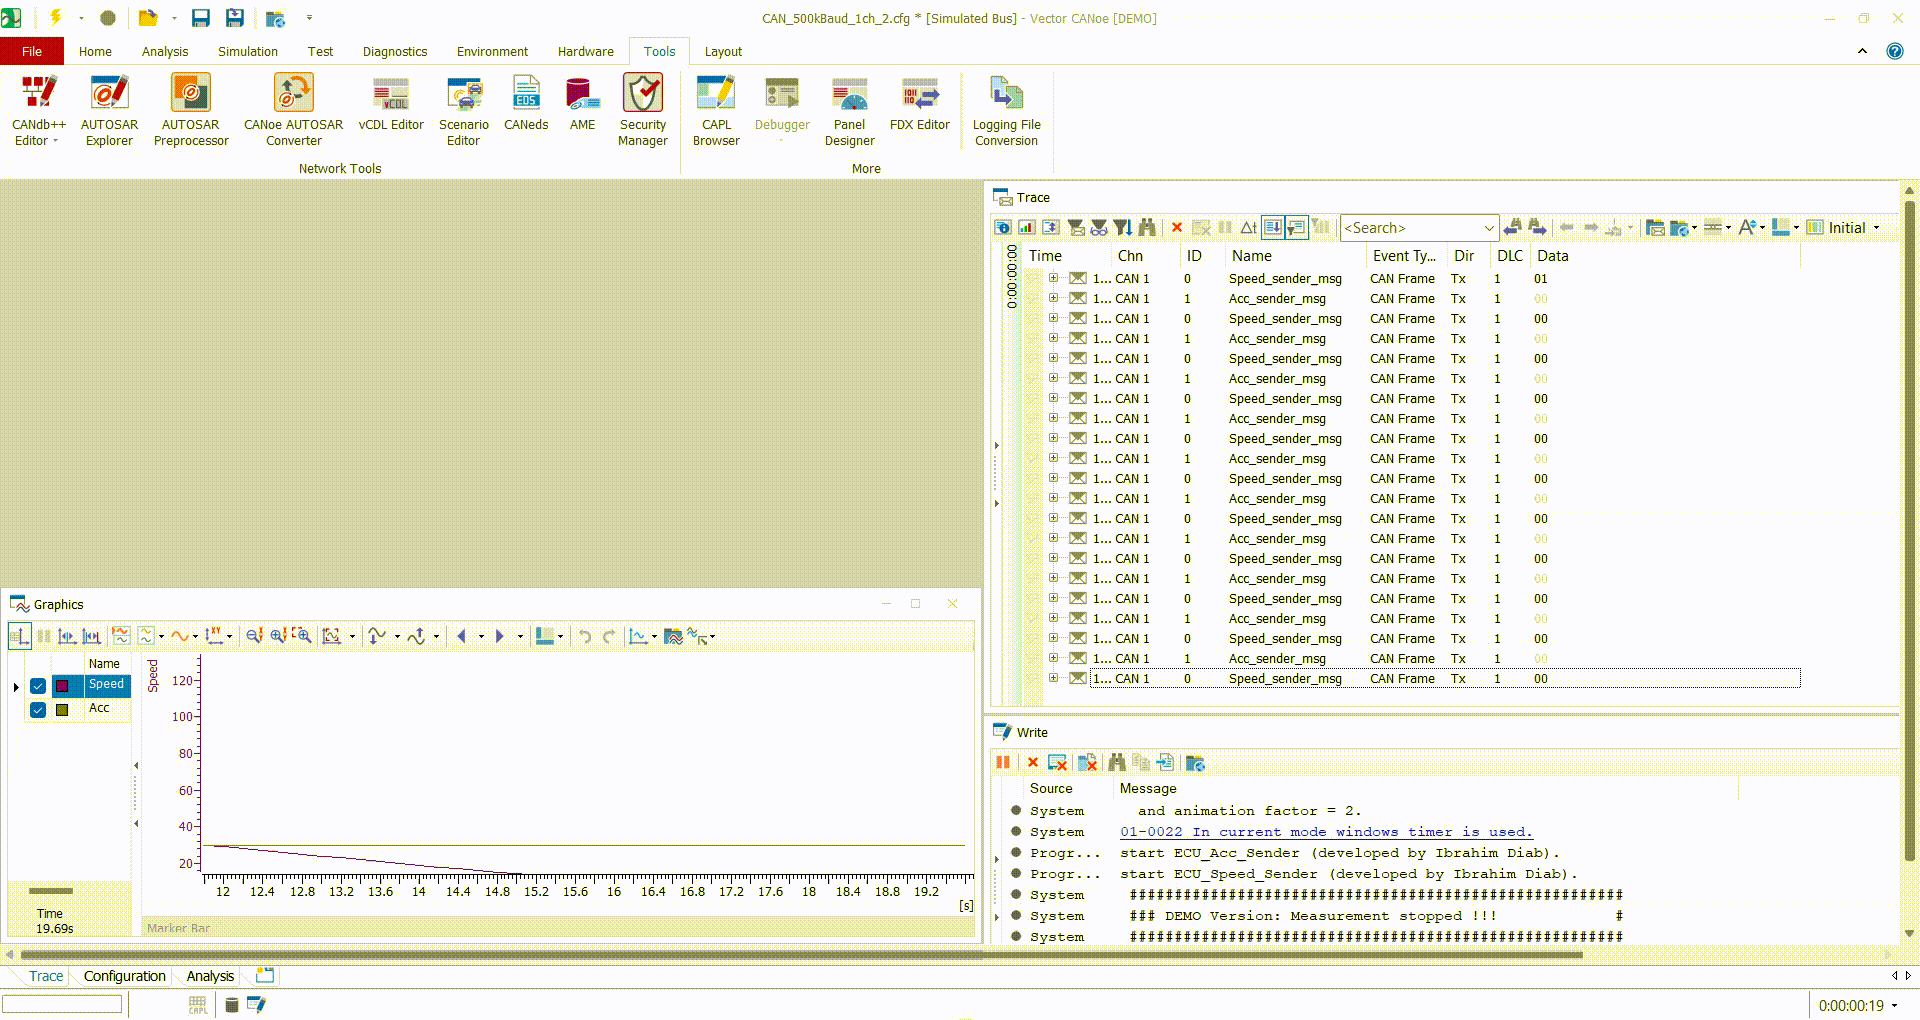 CAN_500kBaud_1ch_2.cfg * [Simulated Bus] - Vector CANoe [DEMO]
File Home Analysis Simulation Test Diagnostics Environment Hardware Tools Layout
CANdb++ Editor
AUTOSAR Explorer
AUTOSAR Preprocessor
CANoe AUTOSAR Converter
vCDL Editor
Scenario Editor
CANeds
AME
Security Manager
CAPL Browser
Debugger
Panel Designer
FDX Editor
Logging File Conversion
Network Tools
More
Trace
<Search> Initial
0:00:00:00
Time Chn ID Name Event Ty... Dir DLC Data
1... CAN 1 0 Speed_sender_msg CAN Frame Tx 1 01
1... CAN 1 1 Acc_sender_msg CAN Frame Tx 1 00
1... CAN 1 0 Speed_sender_msg CAN Frame Tx 1 00
1... CAN 1 1 Acc_sender_msg CAN Frame Tx 1 00
1... CAN 1 0 Speed_sender_msg CAN Frame Tx 1 00
1... CAN 1 1 Acc_sender_msg CAN Frame Tx 1 00
1... CAN 1 0 Speed_sender_msg CAN Frame Tx 1 00
1... CAN 1 1 Acc_sender_msg CAN Frame Tx 1 00
1... CAN 1 0 Speed_sender_msg CAN Frame Tx 1 00
1... CAN 1 1 Acc_sender_msg CAN Frame Tx 1 00
1... CAN 1 0 Speed_sender_msg CAN Frame Tx 1 00
1... CAN 1 1 Acc_sender_msg CAN Frame Tx 1 00
1... CAN 1 0 Speed_sender_msg CAN Frame Tx 1 00
1... CAN 1 1 Acc_sender_msg CAN Frame Tx 1 00
1... CAN 1 0 Speed_sender_msg CAN Frame Tx 1 00
1... CAN 1 1 Acc_sender_msg CAN Frame Tx 1 00
1... CAN 1 0 Speed_sender_msg CAN Frame Tx 1 00
1... CAN 1 1 Acc_sender_msg CAN Frame Tx 1 00
1... CAN 1 0 Speed_sender_msg CAN Frame Tx 1 00
1... CAN 1 1 Acc_sender_msg CAN Frame Tx 1 00
1... CAN 1 0 Speed_sender_msg CAN Frame Tx 1 00
Graphics
Name
Speed
Acc
Time
19.69s
Speed
120
100
80
60
40
20
12 12.4 12.8 13.2 13.6 14 14.4 14.8 15.2 15.6 16 16.4 16.8 17.2 17.6 18 18.4 18.8 19.2
[s]
Marker Bar
Write
Source Message
System and animation factor = 2.
System 01-0022 In current mode windows timer is used.
Progr... start ECU_Acc_Sender (developed by Ibrahim Diab).
Progr... start ECU_Speed_Sender (developed by Ibrahim Diab).
System #######################################################
System ### DEMO Version: Measurement stopped !!! #
System #######################################################
Trace Configuration Analysis
CAPL
0:00:00:19